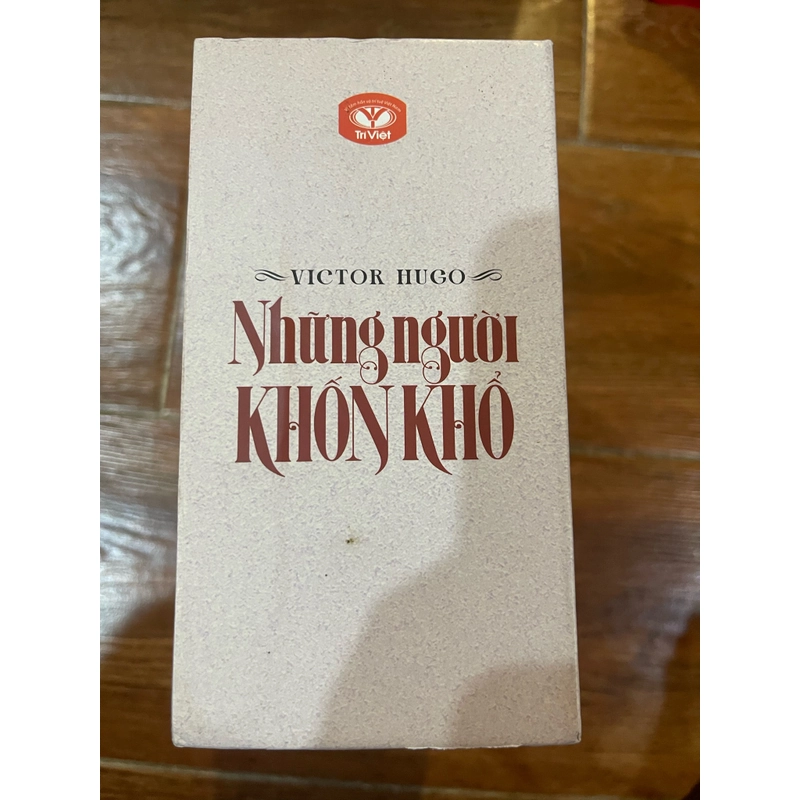 Trí Việt
VICTOR HUGO
Những người
KHỐN KHỔ